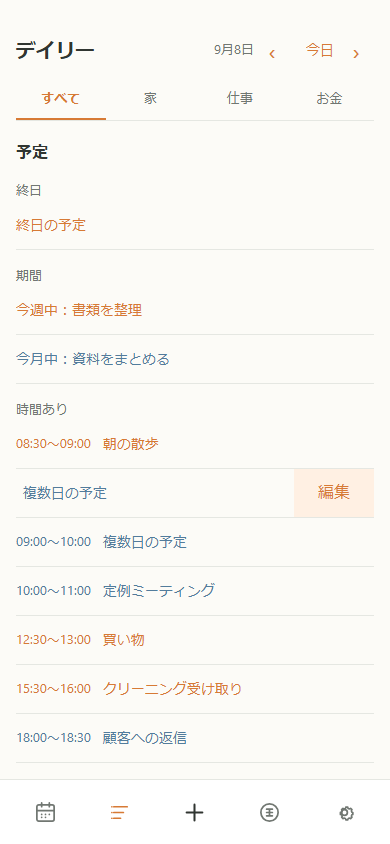 デイリー 9月8日 ‹ 今日 ›
すべて 家 仕事 お金
予定
終日
終日の予定
期間
今週中：書類を整理
今月中：資料をまとめる
時間あり
08:30〜09:00 朝の散歩
複数日の予定 編集
09:00〜10:00 複数日の予定
10:00〜11:00 定例ミーティング
12:30〜13:00 買い物
15:30〜16:00 クリーニング受け取り
18:00〜18:30 顧客への返信